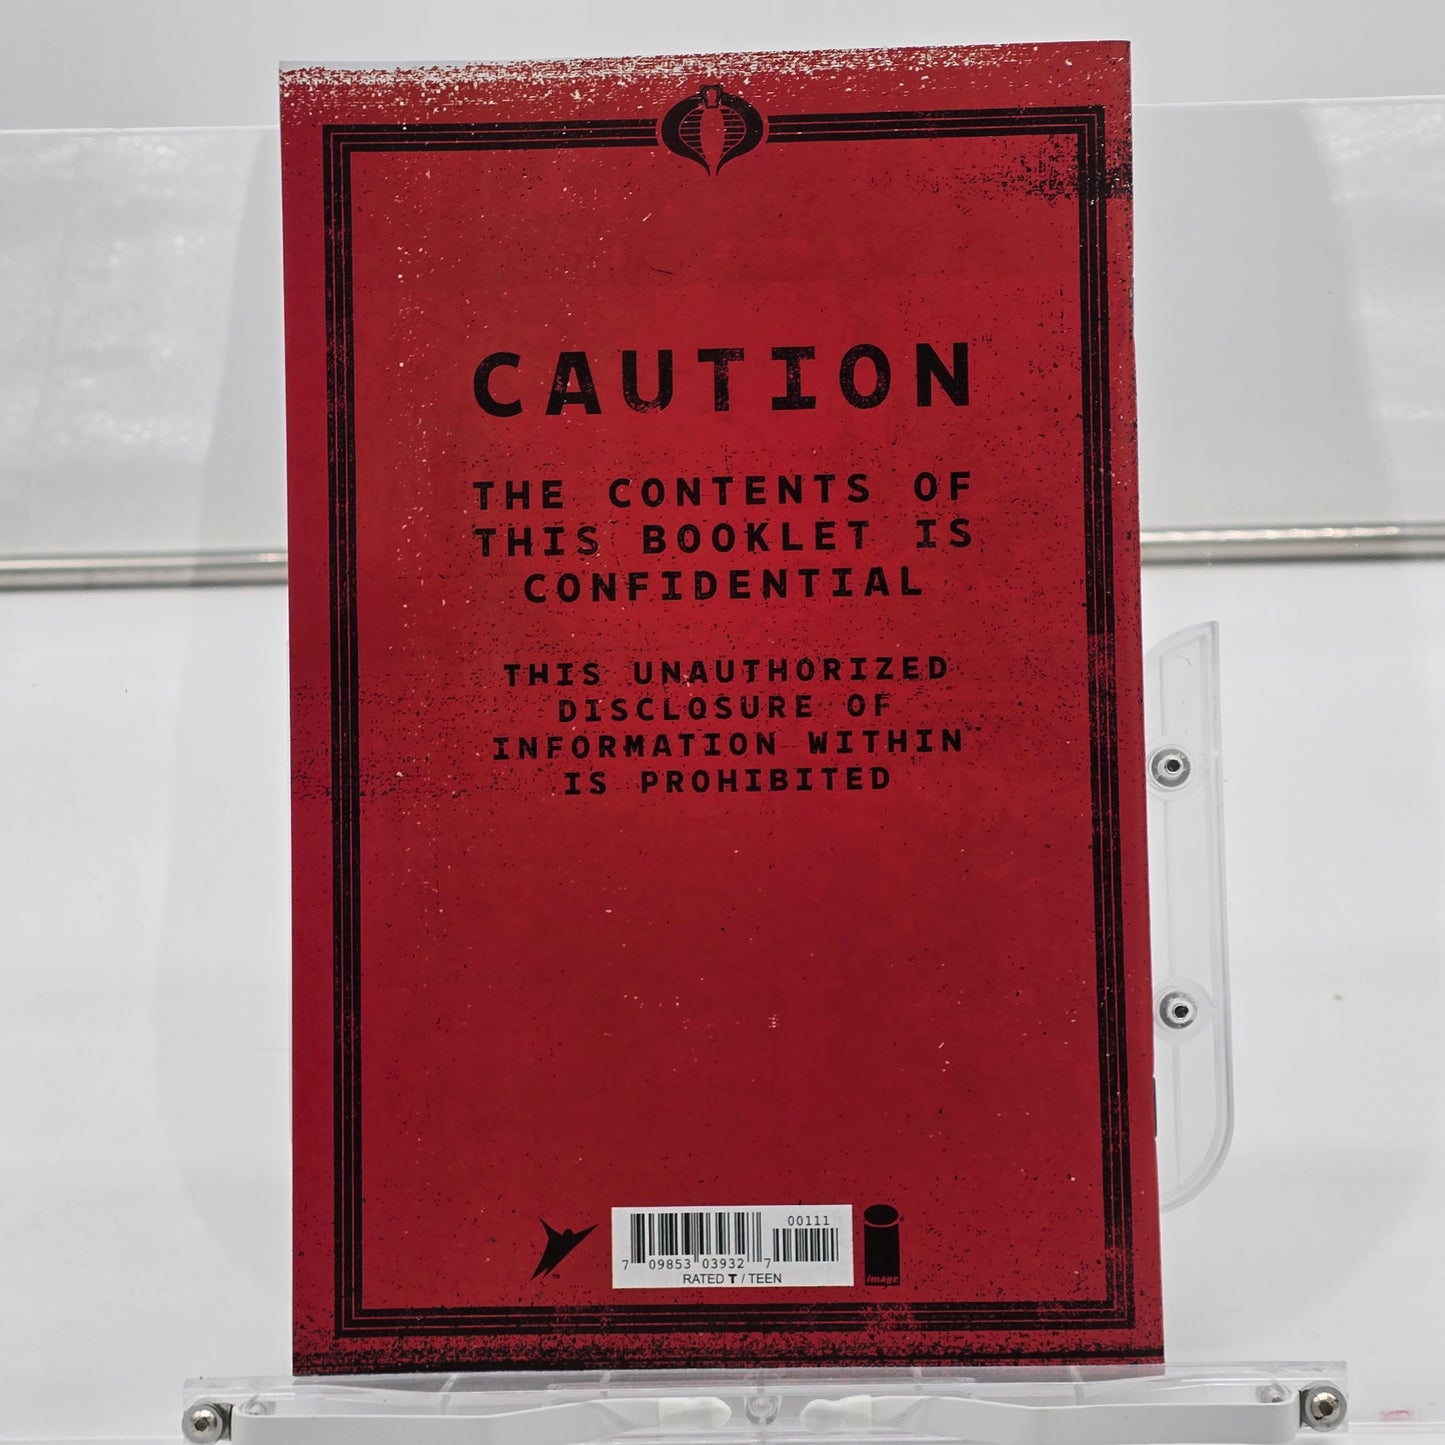 CAUTION
THE CONTENTS OF
THIS BOOKLET IS
CONFIDENTIAL
THIS UNAUTHORIZED
DISCLOSURE OF
INFORMATION WITHIN
IS PROHIBITED
00111
7 09853 03932 7
RATED T / TEEN
TM
image